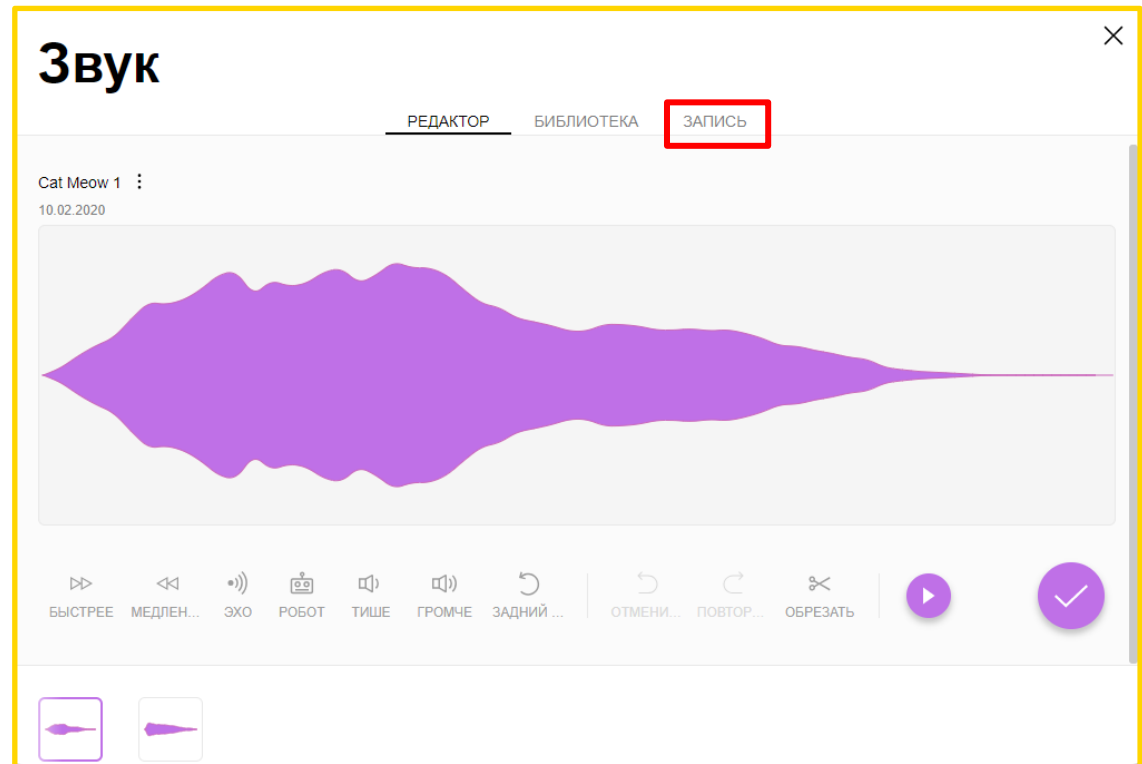 Звук
РЕДАКТОР БИБЛИОТЕКА ЗАПИСЬ
Cat Meow 1
10.02.2020
БЫСТРЕЕ МЕДЛЕН... ЭХО РОБОТ ТИШЕ ГРОМЧЕ ЗАДНИЙ ... ОТМЕНИ... ПОВТОР... ОБРЕЗАТЬ